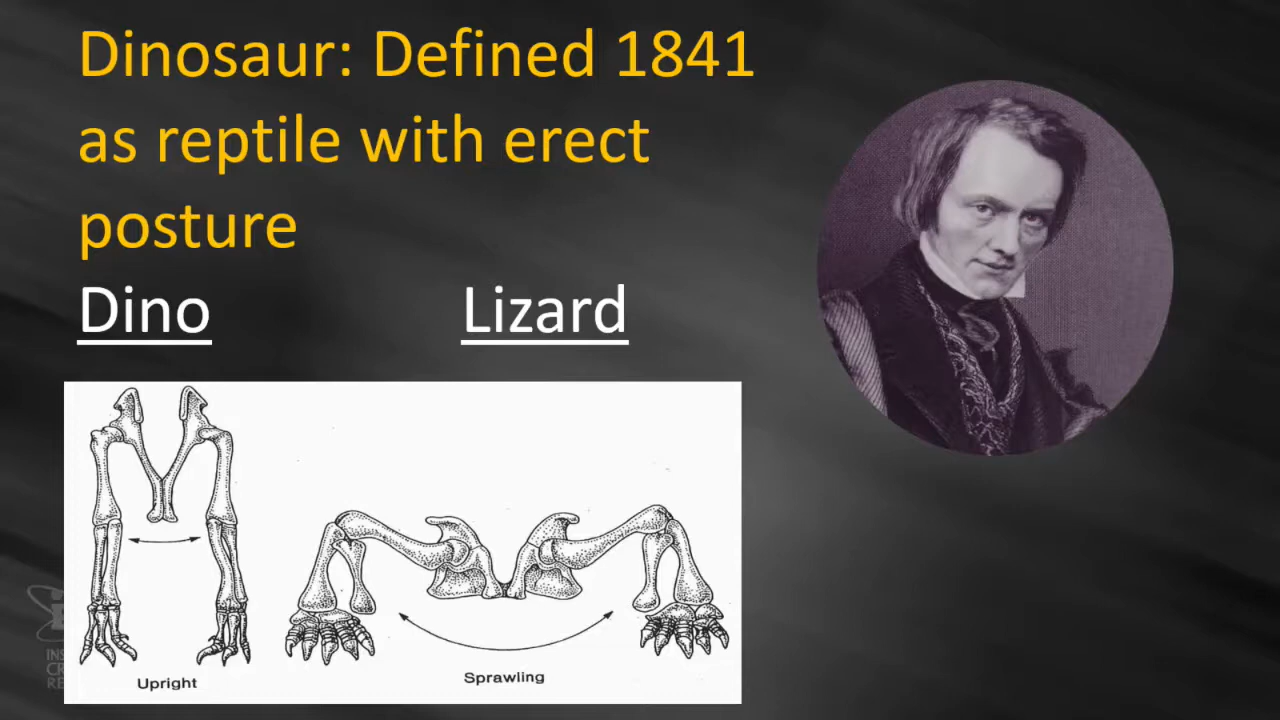 Dinosaur: Defined 1841
as reptile with erect
posture
Dino Lizard
Upright
Sprawling